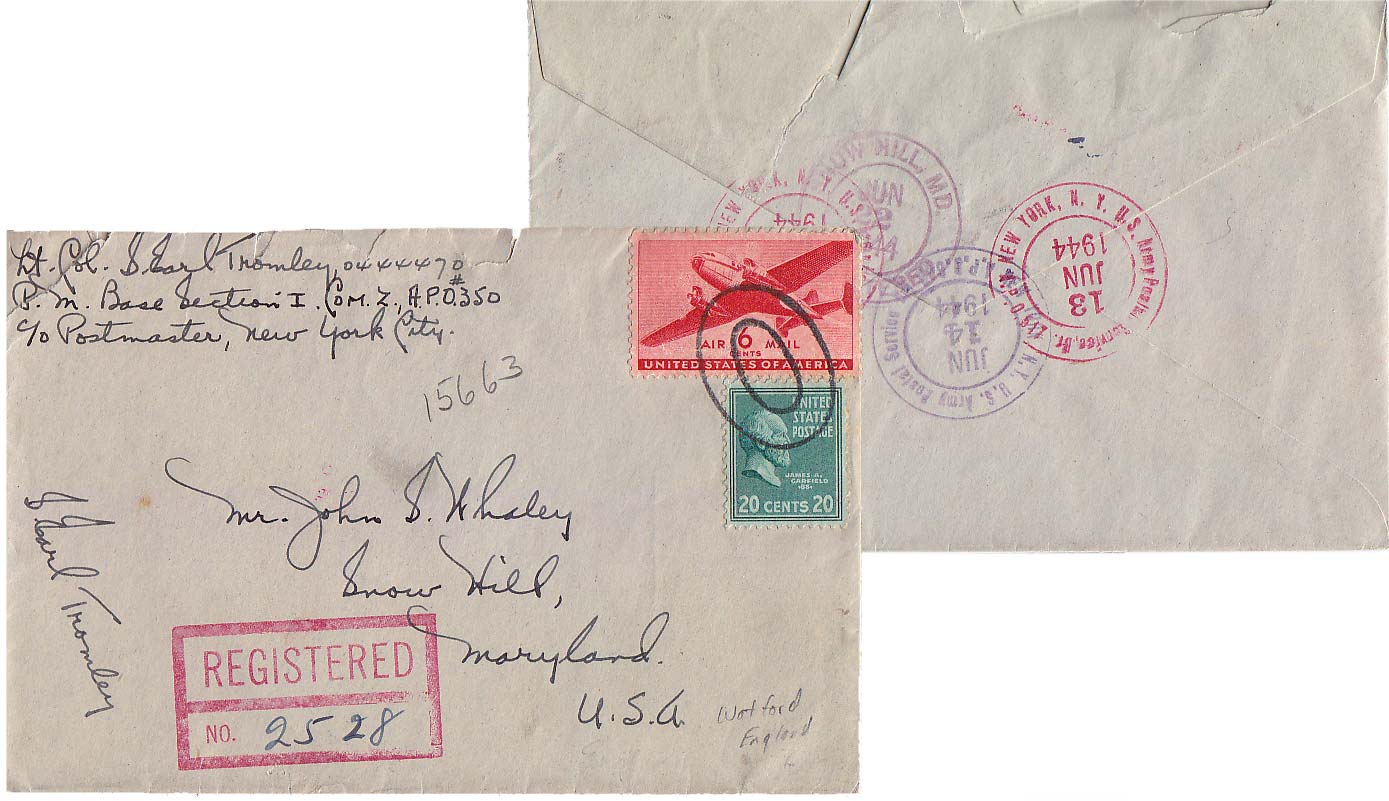 Lt. Col. S. Earl Tromley, 0444470
P. M. Base Section I. Com. Z., A.P.O. #350
c/o Postmaster, New York City.
15663
AIR 6 MAIL
CENTS
UNITED STATES OF AMERICA
UNITED
STATES
POSTAGE
JAMES A.
GARFIELD
20 CENTS 20
Mr. John S. Whaley
Snow Hill,
Maryland.
U.S.A.
S. Earl Tromley
REGISTERED
NO. 2528
Watford
England
NEW YORK, N. Y. U.S.
1944
HILL, MD.
JUN
NEW YORK, N. Y. U.S. Army Postal Service
1944
JUN
13
N.Y. U.S. Army Postal Service
1944
14
JUN